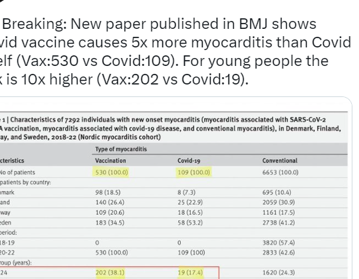 Breaking: New paper published in BMJ shows
vid vaccine causes 5x more myocarditis than Covid
elf (Vax:530 vs Covid:109). For young people the
k is 10x higher (Vax:202 vs Covid:19).
1 | Characteristics of 7292 individuals with new onset myocarditis (myocarditis associated with SARS-CoV-2
A vaccination, myocarditis associated with covid-19 disease, and conventional myocarditis), in Denmark, Finland,
way, and Sweden, 2018-22 (Nordic myocarditis cohort)
Type of myocarditis
acteristics Vaccination Covid-19 Conventional
No of patients 530 (100.0) 109 (100.0) 6653 (100.0)
patients by country:
nmark 98 (18.5) 8 (7.3) 695 (10.4)
and 140 (26.4) 25 (22.9) 2059 (30.9)
way 109 (20.6) 18 (16.5) 1161 (17.5)
eden 183 (34.5) 58 (53.2) 2738 (41.2)
period:
18-19 0 0 3820 (57.4)
20-22 530 (100.0) 109 (100) 2833 (42.6)
group (years):
24 202 (38.1) 19 (17.4) 1620 (24.3)